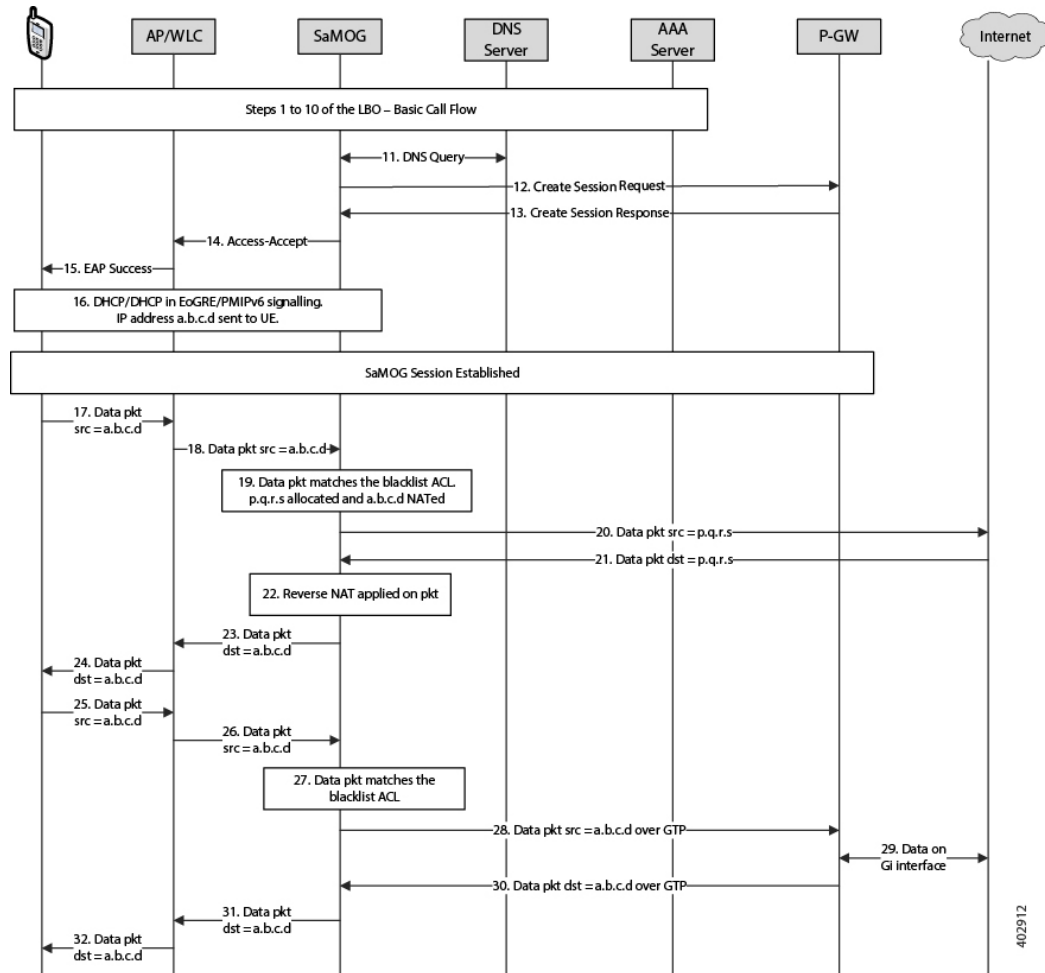 AP/WLC
SaMOG
DNS
Server
AAA
Server
P-GW
Internet
Steps 1 to 10 of the LBO – Basic Call Flow
11. DNS Query
12. Create Session Request
13. Create Session Response
14. Access-Accept
15. EAP Success
16. DHCP/DHCP in EoGRE/PMIPv6 signalling.
IP address a.b.c.d sent to UE.
SaMOG Session Established
17. Data pkt
src = a.b.c.d
18. Data pkt src = a.b.c.d
19. Data pkt matches the blacklist ACL.
p.q.r.s allocated and a.b.c.d NATed
20. Data pkt src = p.q.r.s
21. Data pkt dst = p.q.r.s
22. Reverse NAT applied on pkt
23. Data pkt
dst = a.b.c.d
24. Data pkt
dst = a.b.c.d
25. Data pkt
src = a.b.c.d
26. Data pkt
src = a.b.c.d
27. Data pkt matches the
blacklist ACL
28. Data pkt src = a.b.c.d over GTP
29. Data on
Gi interface
30. Data pkt dst = a.b.c.d over GTP
31. Data pkt
dst = a.b.c.d
32. Data pkt
dst = a.b.c.d
402912